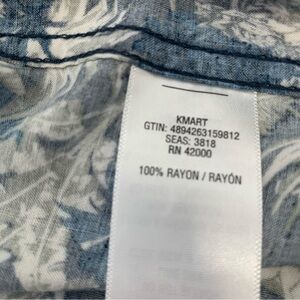 KMART
GTIN: 4894263159812
SEAS: 3818
RN 42000
100% RAYON / RAYÓN